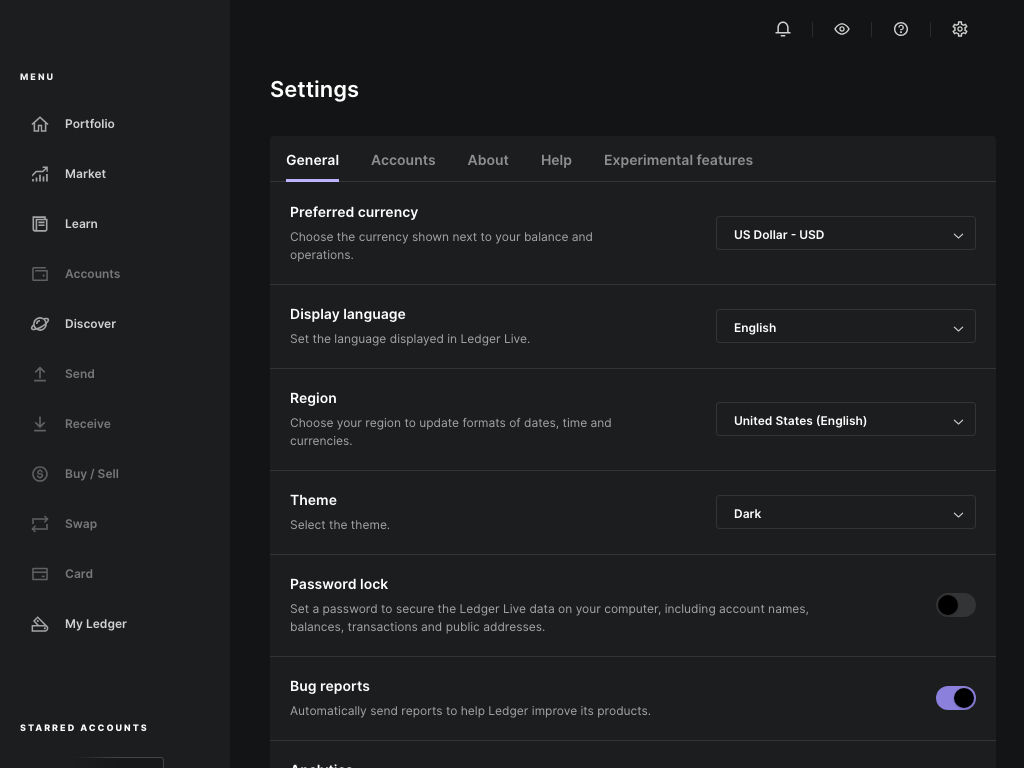 MENU
Portfolio
Market
Learn
Accounts
Discover
Send
Receive
Buy / Sell
Swap
Card
My Ledger
STARRED ACCOUNTS
Settings
General
Accounts
About
Help
Experimental features
Preferred currency
Choose the currency shown next to your balance and
operations.
US Dollar - USD
Display language
Set the language displayed in Ledger Live.
English
Region
Choose your region to update formats of dates, time and
currencies.
United States (English)
Theme
Select the theme.
Dark
Password lock
Set a password to secure the Ledger Live data on your computer, including account names,
balances, transactions and public addresses.
Bug reports
Automatically send reports to help Ledger improve its products.
Analytics